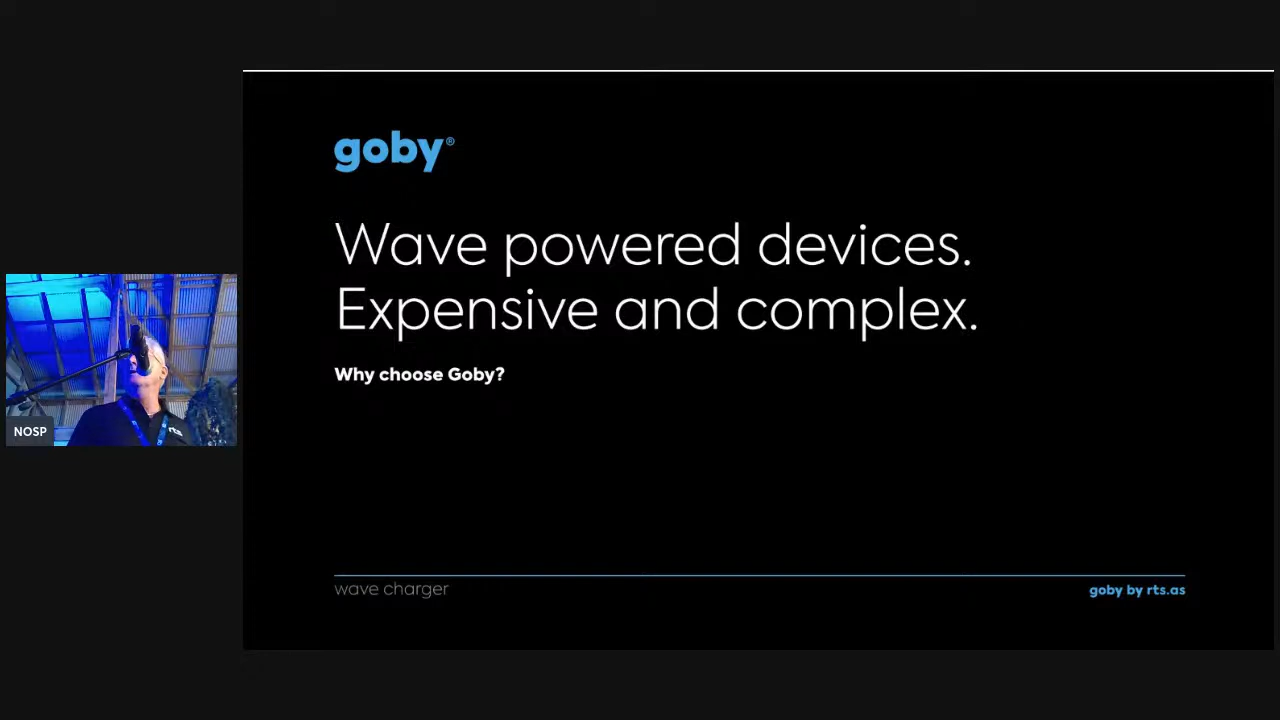 goby®
Wave powered devices.
Expensive and complex.
Why choose Goby?
NOSP
wave charger
goby by rts.as